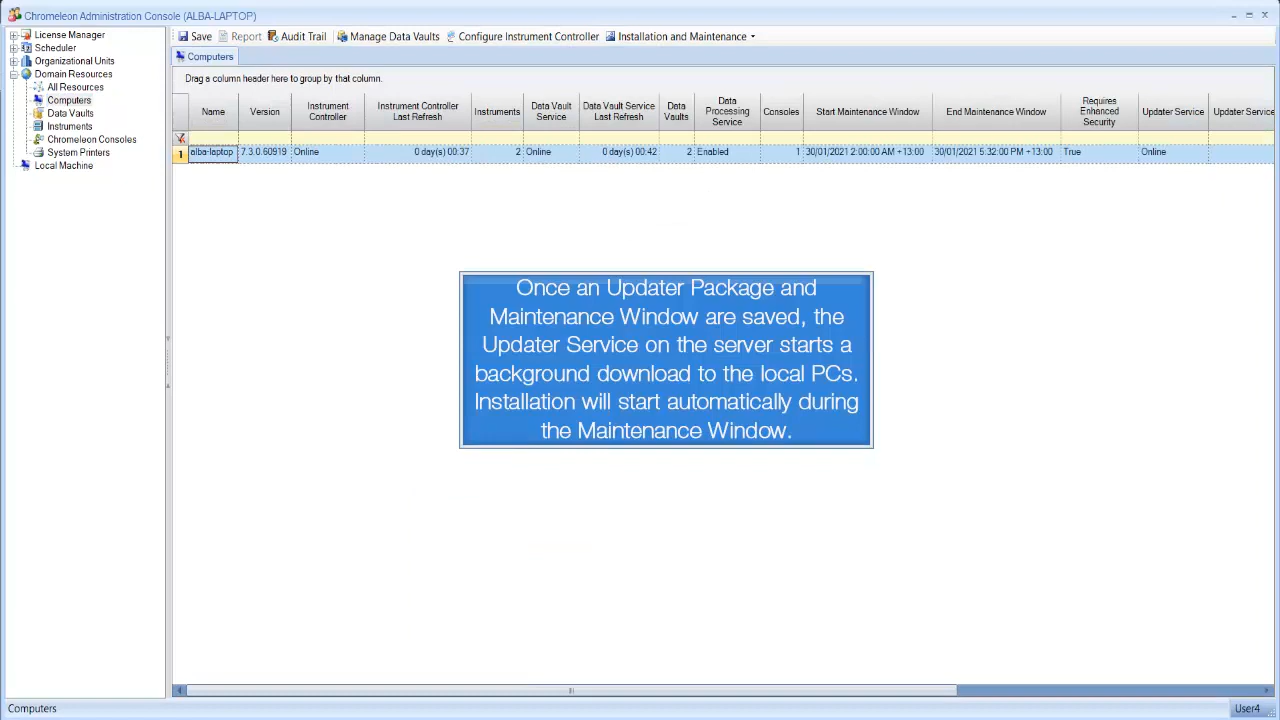 Chromeleon Administration Console (ALBA-LAPTOP)
License Manager
Scheduler
Organizational Units
Domain Resources
All Resources
Computers
Data Vaults
Instruments
Chromeleon Consoles
System Printers
Local Machine
Save Report Audit Trail Manage Data Vaults Configure Instrument Controller Installation and Maintenance
Computers
Drag a column header here to group by that column.
Name Version Instrument Controller Instrument Controller Last Refresh Instruments Data Vault Service Data Vault Service Last Refresh Data Vaults Data Processing Service Consoles Start Maintenance Window End Maintenance Window Requires Enhanced Security Updater Service Updater Service
1 alba-laptop 7.3.0.60919 Online 0 day(s) 00:37 2 Online 0 day(s) 00:42 2 Enabled 1 30/01/2021 2:00:00 AM +13:00 30/01/2021 5:32:00 PM +13:00 True Online
Once an Updater Package and
Maintenance Window are saved, the
Updater Service on the server starts a
background download to the local PCs.
Installation will start automatically during
the Maintenance Window.
Computers
User4